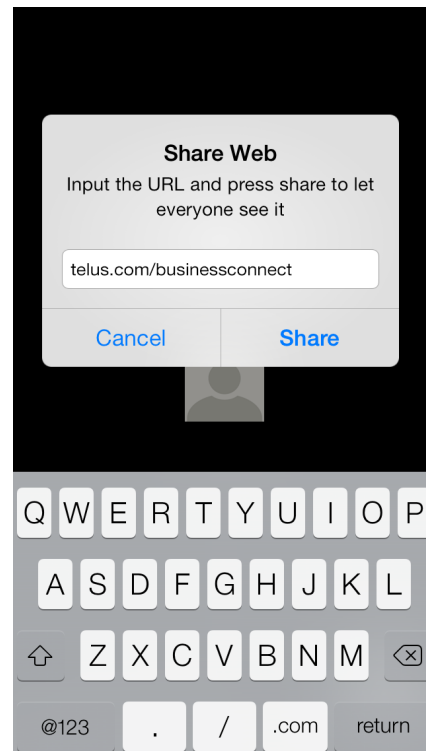 Share Web
Input the URL and press share to let
everyone see it
telus.com/businessconnect
Cancel Share
Q W E R T Y U I O P
A S D F G H J K L
Z X C V B N M
@123 . / .com return